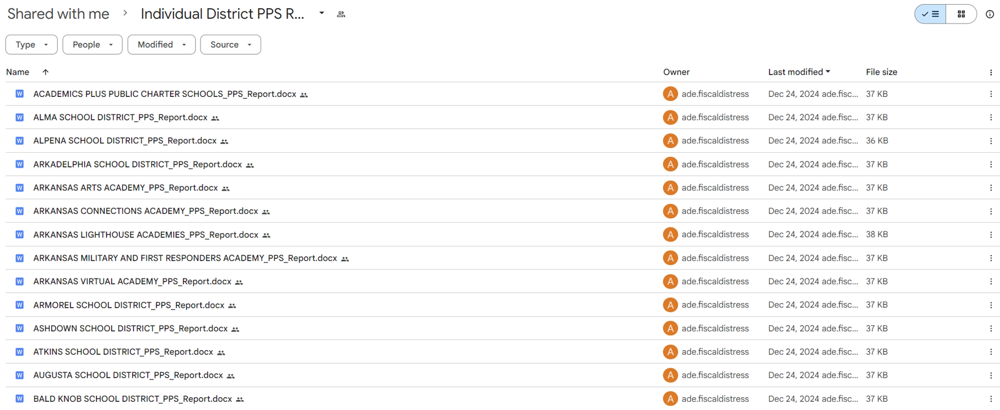 Shared with me > Individual District PPS R...
Type People Modified Source
Name Owner Last modified File size
W ACADEMICS PLUS PUBLIC CHARTER SCHOOLS_PPS_Report.docx A ade.fiscaldistress Dec 24, 2024 ade.fisc... 37 KB
W ALMA SCHOOL DISTRICT_PPS_Report.docx A ade.fiscaldistress Dec 24, 2024 ade.fisc... 37 KB
W ALPENA SCHOOL DISTRICT_PPS_Report.docx A ade.fiscaldistress Dec 24, 2024 ade.fisc... 36 KB
W ARKADELPHIA SCHOOL DISTRICT_PPS_Report.docx A ade.fiscaldistress Dec 24, 2024 ade.fisc... 37 KB
W ARKANSAS ARTS ACADEMY_PPS_Report.docx A ade.fiscaldistress Dec 24, 2024 ade.fisc... 37 KB
W ARKANSAS CONNECTIONS ACADEMY_PPS_Report.docx A ade.fiscaldistress Dec 24, 2024 ade.fisc... 37 KB
W ARKANSAS LIGHTHOUSE ACADEMIES_PPS_Report.docx A ade.fiscaldistress Dec 24, 2024 ade.fisc... 38 KB
W ARKANSAS MILITARY AND FIRST RESPONDERS ACADEMY_PPS_Report.docx A ade.fiscaldistress Dec 24, 2024 ade.fisc... 37 KB
W ARKANSAS VIRTUAL ACADEMY_PPS_Report.docx A ade.fiscaldistress Dec 24, 2024 ade.fisc... 37 KB
W ARMOREL SCHOOL DISTRICT_PPS_Report.docx A ade.fiscaldistress Dec 24, 2024 ade.fisc... 37 KB
W ASHDOWN SCHOOL DISTRICT_PPS_Report.docx A ade.fiscaldistress Dec 24, 2024 ade.fisc... 37 KB
W ATKINS SCHOOL DISTRICT_PPS_Report.docx A ade.fiscaldistress Dec 24, 2024 ade.fisc... 37 KB
W AUGUSTA SCHOOL DISTRICT_PPS_Report.docx A ade.fiscaldistress Dec 24, 2024 ade.fisc... 37 KB
W BALD KNOB SCHOOL DISTRICT_PPS_Report.docx A ade.fiscaldistress Dec 24, 2024 ade.fisc... 37 KB